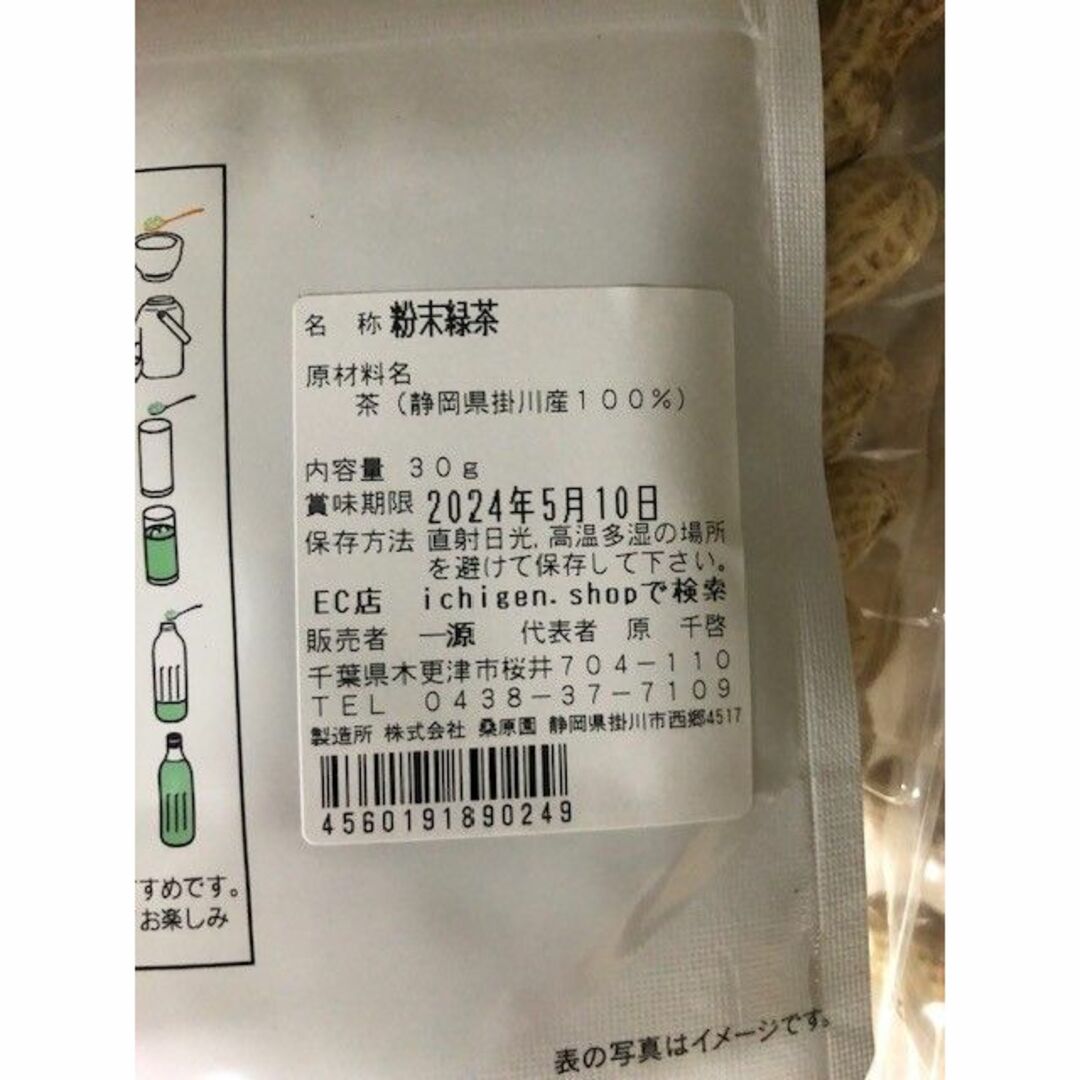 名　称 粉末緑茶
原材料名
茶（静岡県掛川産１００％）
内容量　３０ｇ
賞味期限 2024年5月10日
保存方法 直射日光,高温多湿の場所
を避けて保存して下さい。
EC店　ichigen.shopで検索
販売者　一源　代表者　原　千啓
千葉県木更津市桜井７０４－１１０
ＴＥＬ　０４３８－３７－７１０９
製造所 株式会社 桑原園 静岡県掛川市西郷4517
4560191890249
すめです。
お楽しみ
表の写真はイメージです。